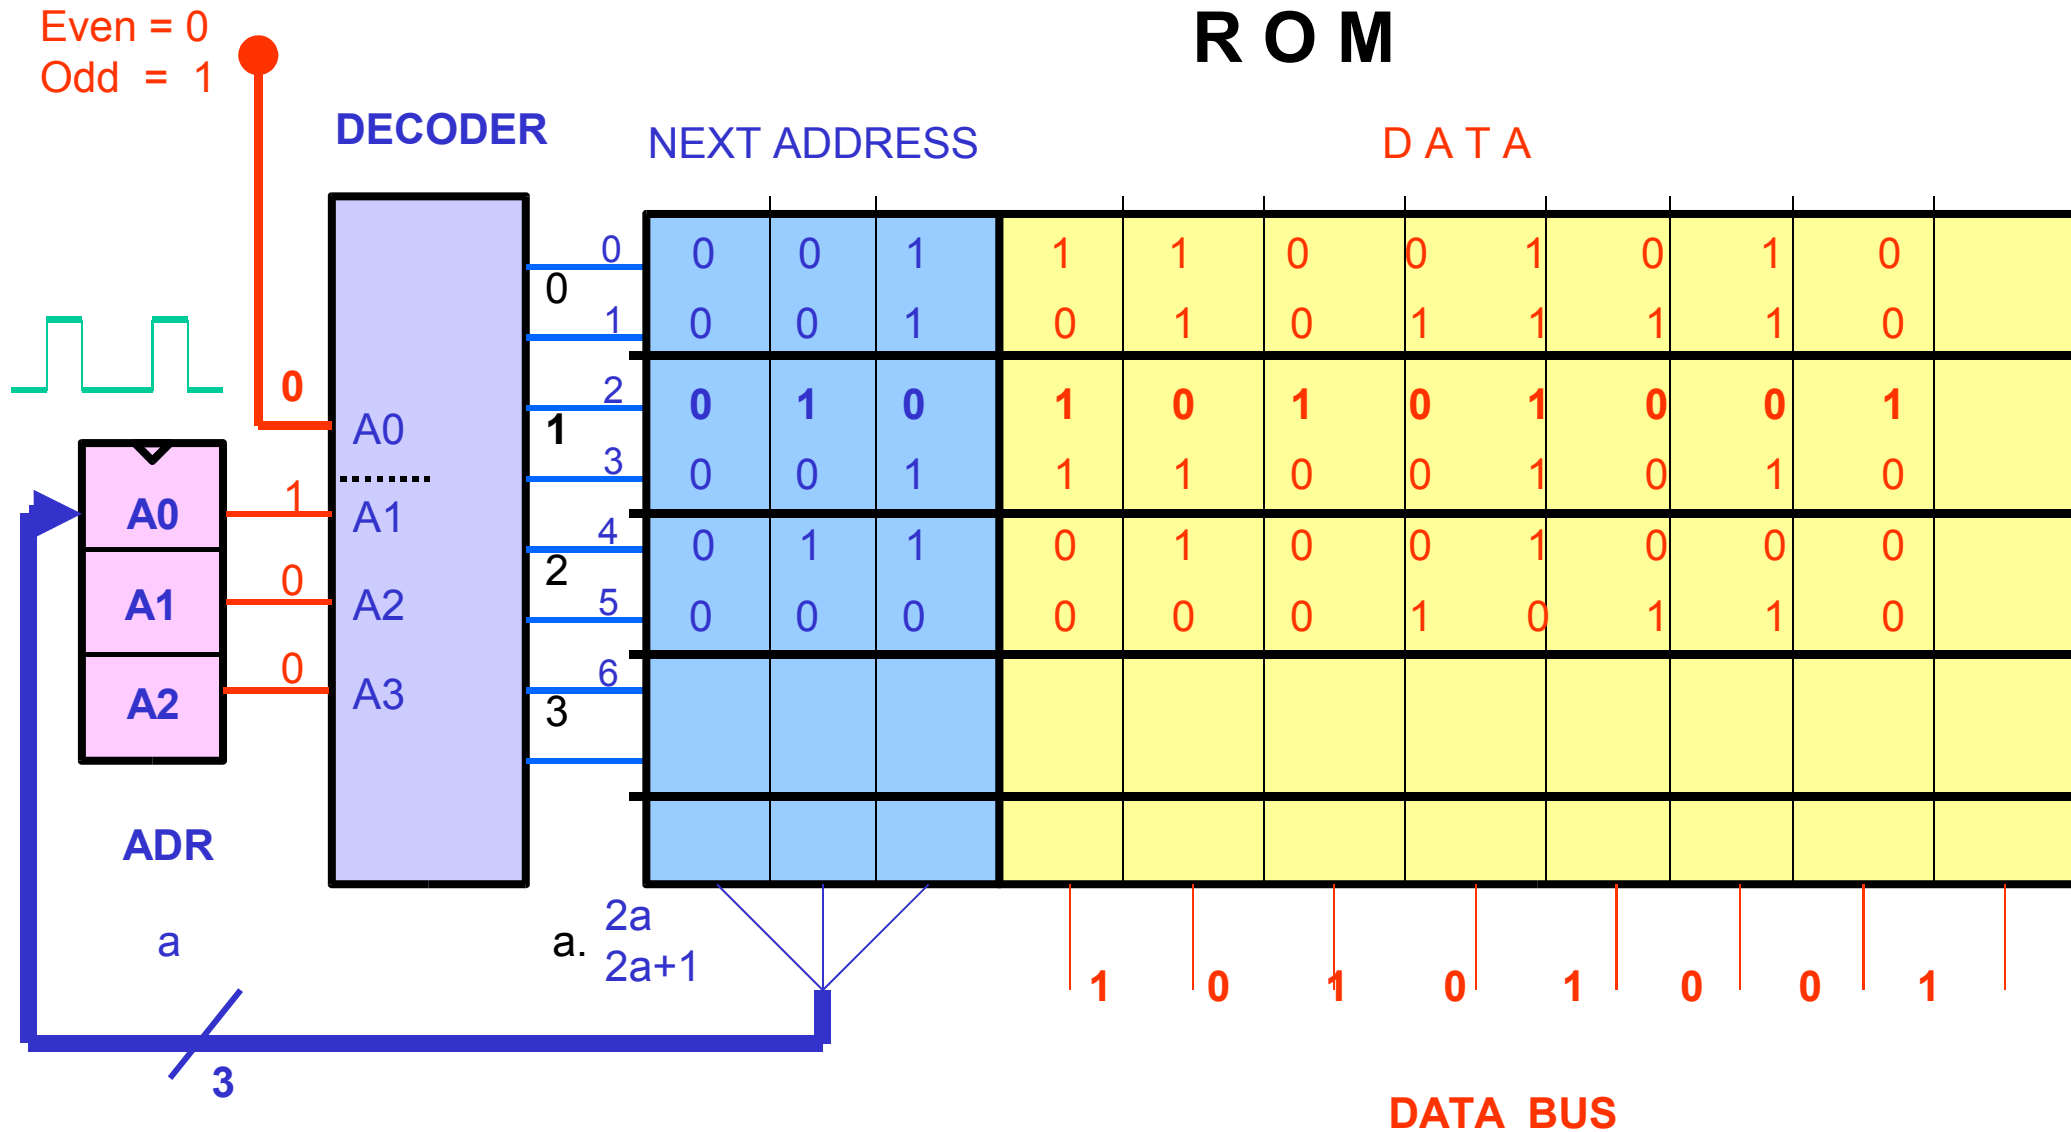 Even = 0
Odd = 1
R O M
DECODER
NEXT ADDRESS
D A T A
0 0 0 1 1 1 0 0 1 0 1 0
0
1 0 0 1 0 1 0 1 1 1 1 0
0
2 0 1 0 1 0 1 0 1 0 0 1
A0
1
3 0 0 1 1 1 0 0 1 0 1 0
A0
1
A1
4 0 1 1 0 1 0 0 1 0 0 0
2
A1
0
A2
5 0 0 0 0 0 0 1 0 1 1 0
A2
0
A3
6
3
ADR
a
a.
2a
2a+1
1 0 1 0 1 0 0 1
3
DATA BUS